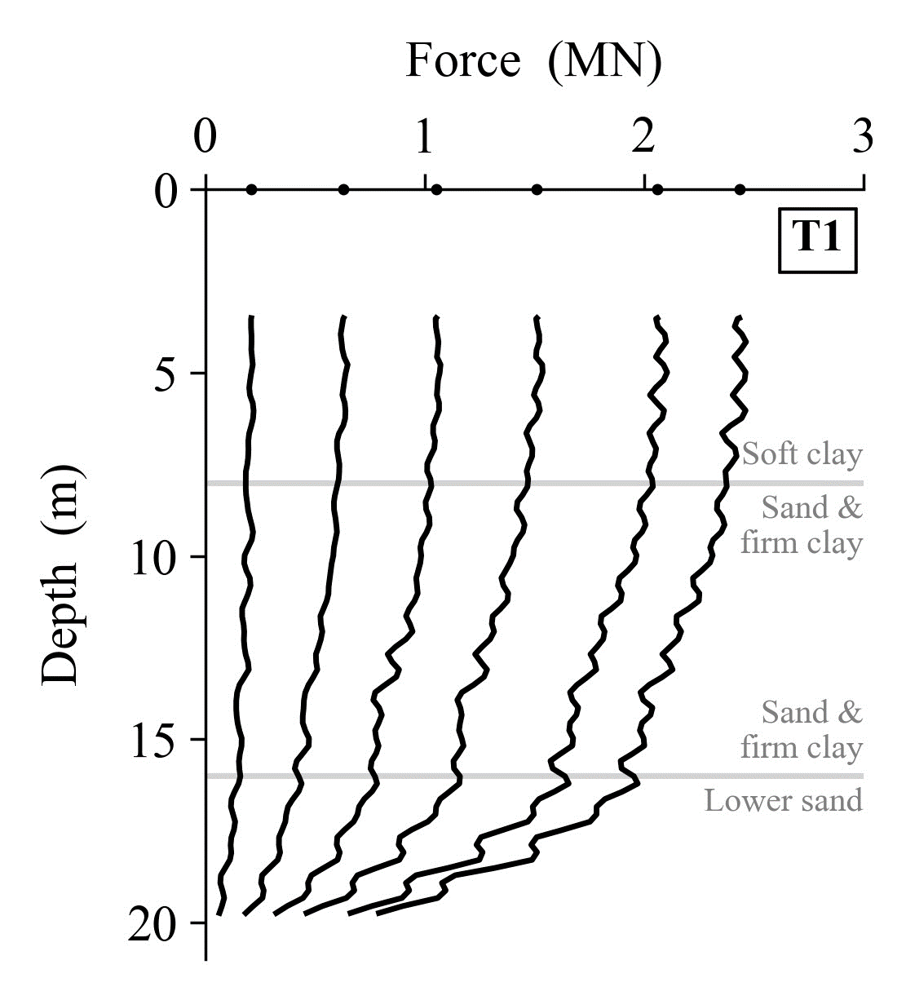 Force (MN)
0 1 2 3
0
T1
5
Soft clay
Sand &
firm clay
10
Depth (m)
Sand &
firm clay
15
Lower sand
20